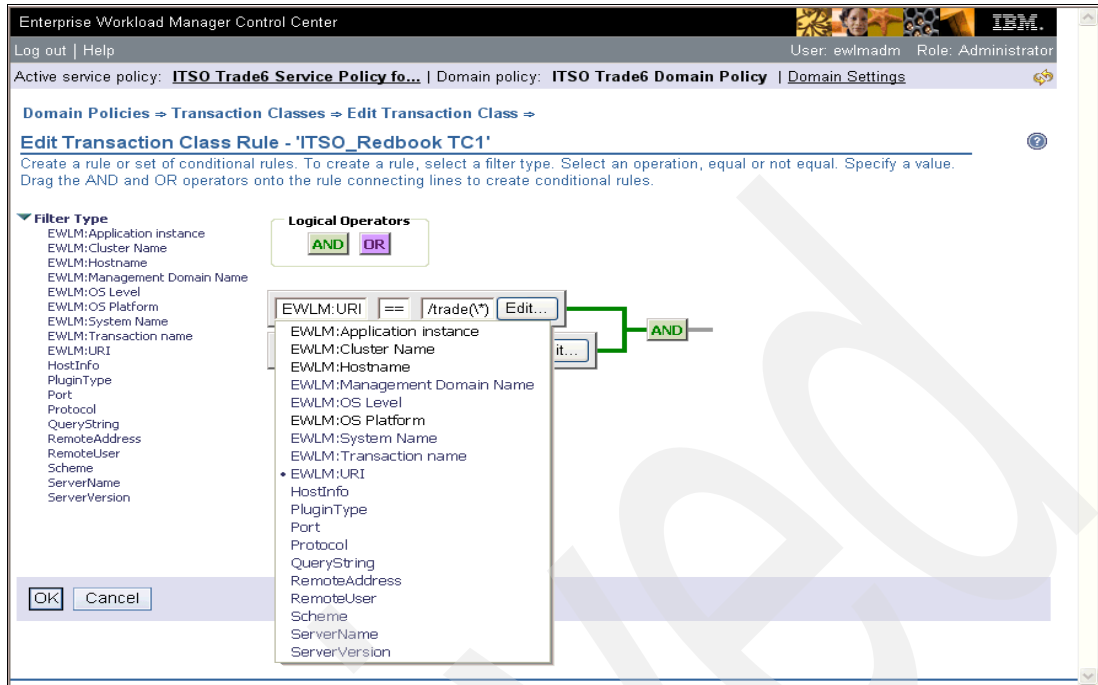 Enterprise Workload Manager Control Center
IBM.
Log out | Help
User: ewlmadm Role: Administrator
Active service policy: ITSO Trade6 Service Policy fo... | Domain policy: ITSO Trade6 Domain Policy | Domain Settings
Domain Policies ⇒ Transaction Classes ⇒ Edit Transaction Class ⇒
Edit Transaction Class Rule - 'ITSO_Redbook TC1'
?
Create a rule or set of conditional rules. To create a rule, select a filter type. Select an operation, equal or not equal. Specify a value.
Drag the AND and OR operators onto the rule connecting lines to create conditional rules.
Filter Type
EWLM:Application instance
EWLM:Cluster Name
EWLM:Hostname
EWLM:Management Domain Name
EWLM:OS Level
EWLM:OS Platform
EWLM:System Name
EWLM:Transaction name
EWLM:URI
HostInfo
PluginType
Port
Protocol
QueryString
RemoteAddress
RemoteUser
Scheme
ServerName
ServerVersion
Logical Operators
AND OR
EWLM:URI == /trade(\*) Edit...
it...
AND
EWLM:Application instance
EWLM:Cluster Name
EWLM:Hostname
EWLM:Management Domain Name
EWLM:OS Level
EWLM:OS Platform
EWLM:System Name
EWLM:Transaction name
• EWLM:URI
HostInfo
PluginType
Port
Protocol
QueryString
RemoteAddress
RemoteUser
Scheme
ServerName
ServerVersion
OK Cancel